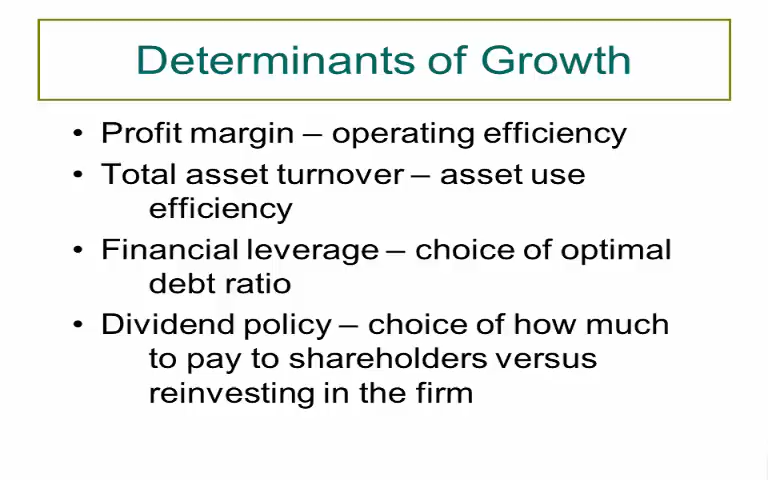 Determinants of Growth
• Profit margin – operating efficiency
• Total asset turnover – asset use
efficiency
• Financial leverage – choice of optimal
debt ratio
• Dividend policy – choice of how much
to pay to shareholders versus
reinvesting in the firm